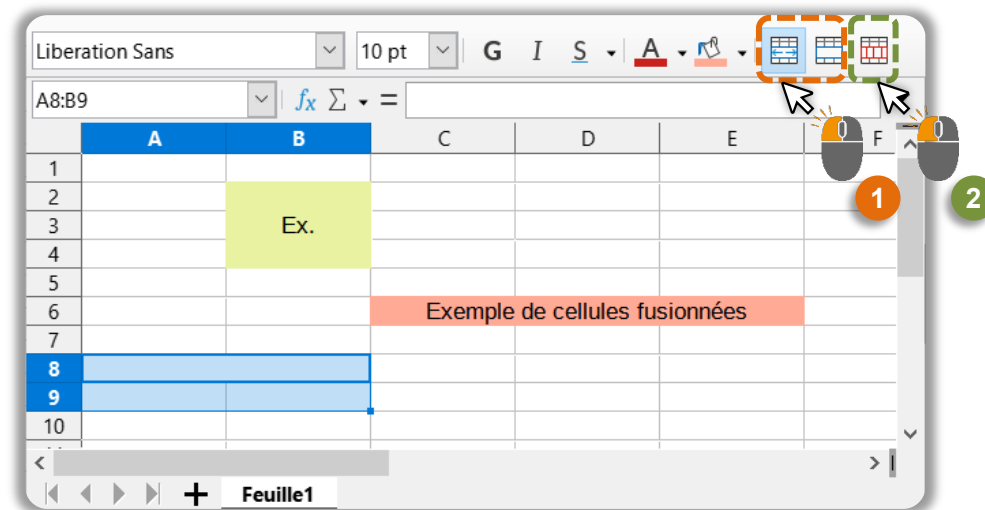 Liberation Sans 10 pt G I S A
A8:B9 fx Σ =
A B C D E F
1
2
3 Ex.
4
5
6 Exemple de cellules fusionnées
7
8
9
10
Feuille1
1 2